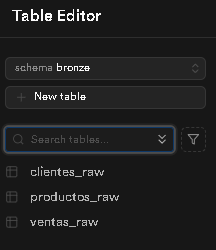 Table Editor
schema bronze
New table
Search tables...
clientes_raw
productos_raw
ventas_raw